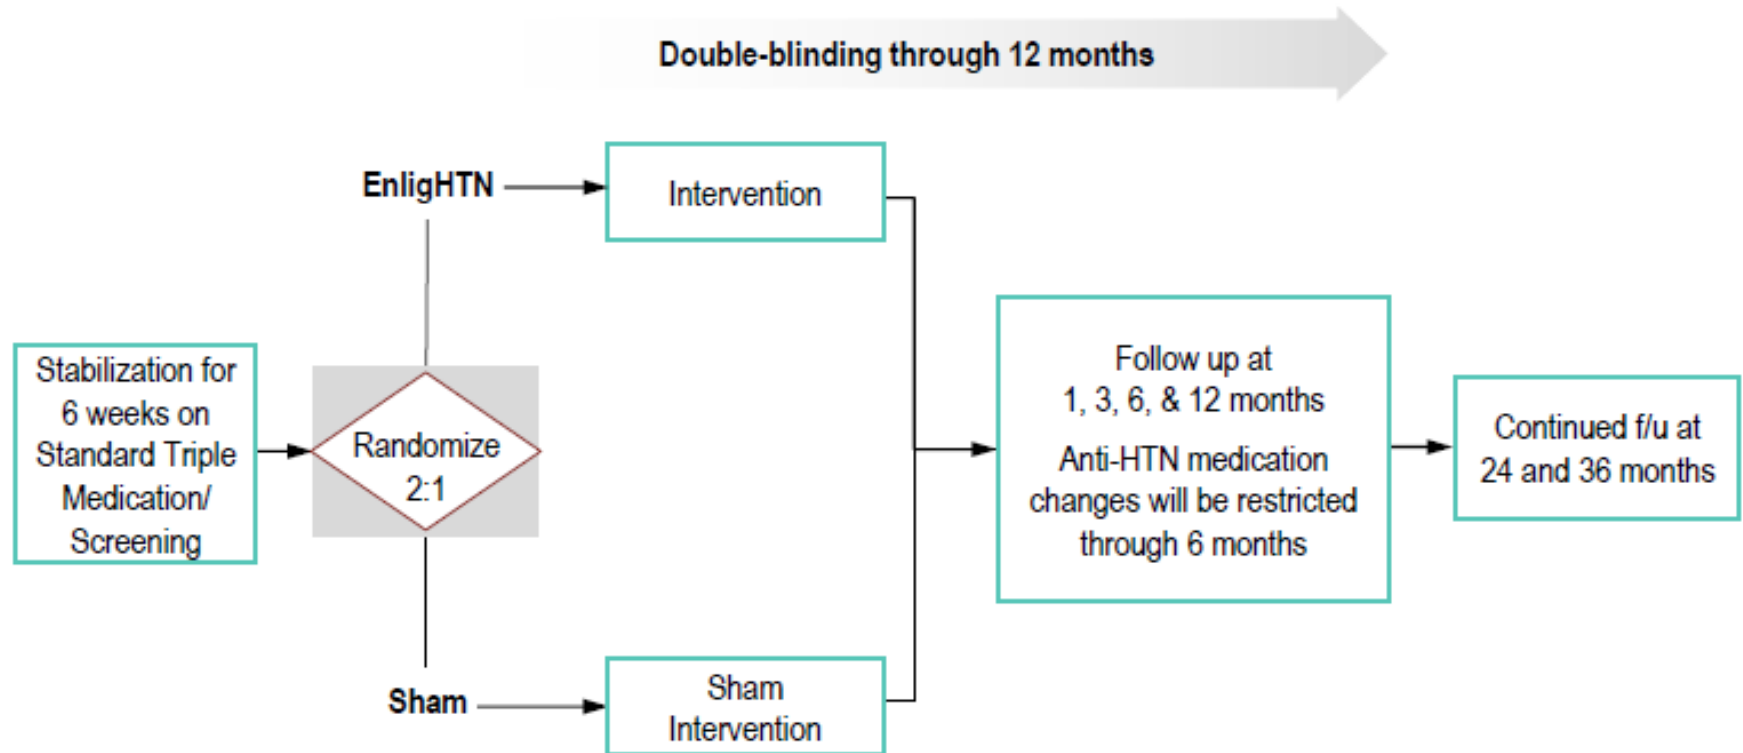 Double-blinding through 12 months
EnligHTN
Intervention
Stabilization for
6 weeks on
Standard Triple
Medication/
Screening
Randomize
2:1
Follow up at
1, 3, 6, & 12 months
Anti-HTN medication
changes will be restricted
through 6 months
Continued f/u at
24 and 36 months
Sham
Sham
Intervention